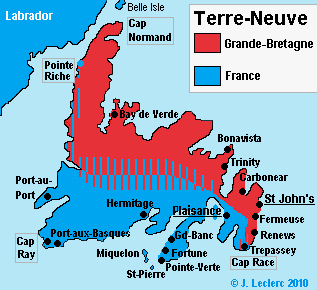 Labrador
Belle Isle
Cap
Normand
Terre-Neuve
Grande-Bretagne
France
Pointe
Riche
Bay de Verde
Bonavista
Trinity
Carbonear
St John's
Port-au-
Port
Hermitage
Plaisance
Fermeuse
Renews
Trepassey
Cap
Ray
Port-aux-Basques
Gd-Banc
Miquelon
Fortune
Cap Race
St-Pierre
Pointe-Verte
© J. Leclerc 2010